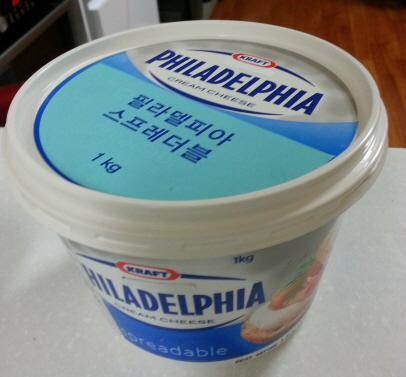 KRAFT
PHILADELPHIA
CREAM CHEESE
필라델피아
스프레더블
1 kg
1kg
KRAFT
PHILADELPHIA
CREAM CHEESE
spreadable